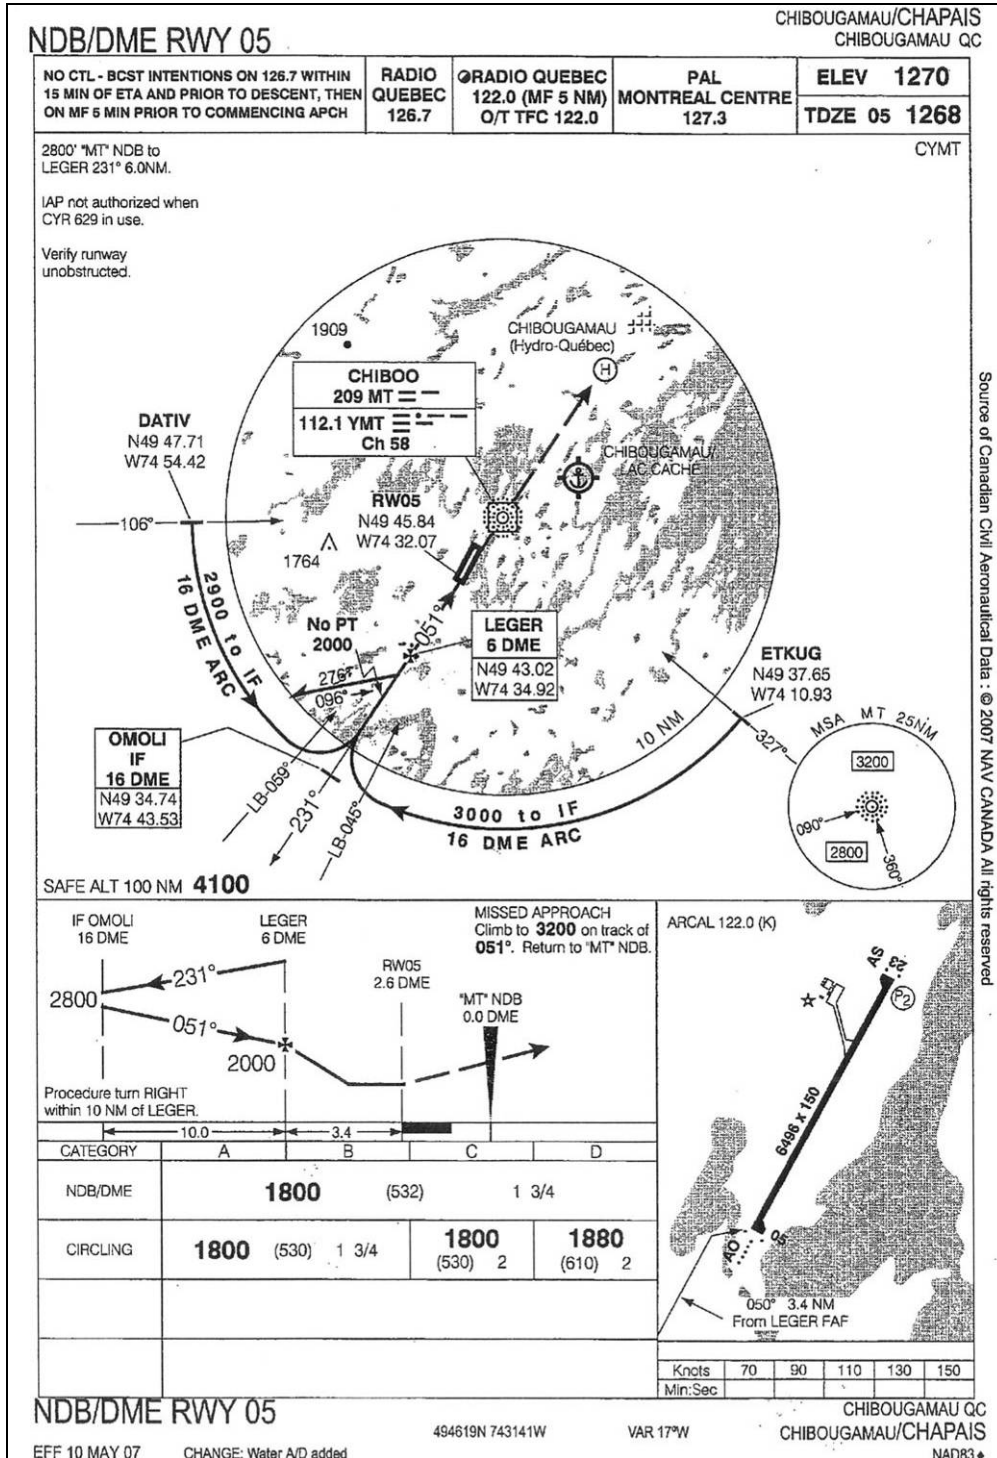 CHIBOUGAMAU/CHAPAIS
NDB/DME RWY 05
CHIBOUGAMAU QC
NO CTL - BCST INTENTIONS ON 126.7 WITHIN
15 MIN OF ETA AND PRIOR TO DESCENT, THEN
ON MF 5 MIN PRIOR TO COMMENCING APCH
RADIO
QUEBEC
126.7
RADIO QUEBEC
122.0 (MF 5 NM)
O/T TFC 122.0
PAL
MONTREAL CENTRE
127.3
ELEV 1270
TDZE 05 1268
2800' "MT" NDB to
LEGER 231° 6.0NM.
CYMT
IAP not authorized when
CYR 629 in use.
Verify runway
unobstructed.
1909
CHIBOUGAMAU
(Hydro-Québec)
H
CHIBOO
209 MT
112.1 YMT
Ch 58
DATIV
N49 47.71
W74 54.42
CHIBOUGAMAU/
LAC CACHE
RW05
N49 45.84
W74 32.07
106°
1764
2900 to IF
16 DME ARC
No PT
2000
051°
LEGER
6 DME
N49 43.02
W74 34.92
ETKUG
N49 37.65
W74 10.93
276°
096°
10 NM
327°
MSA MT 25NM
3200
090°
2800
360°
OMOLI
IF
16 DME
N49 34.74
W74 43.53
LB-059°
231°
LB-045°
3000 to IF
16 DME ARC
SAFE ALT 100 NM 4100
Source of Canadian Civil Aeronautical Data : © 2007 NAV CANADA All rights reserved
IF OMOLI
16 DME
LEGER
6 DME
MISSED APPROACH
Climb to 3200 on track of
051°. Return to "MT" NDB.
RW05
2.6 DME
"MT" NDB
0.0 DME
231°
2800
051°
2000
Procedure turn RIGHT
within 10 NM of LEGER.
10.0
3.4
ARCAL 122.0 (K)
AS
23
P2
6496 x 150
AO
05
050° 3.4 NM
From LEGER FAF
CATEGORY A B C D
NDB/DME 1800 (532) 1 3/4
CIRCLING 1800 (530) 1 3/4 1800 (530) 2 1880 (610) 2
Knots 70 90 110 130 150
Min:Sec
NDB/DME RWY 05
CHIBOUGAMAU QC
494619N 743141W
VAR 17°W
CHIBOUGAMAU/CHAPAIS
EFF 10 MAY 07
CHANGE: Water A/D added
NAD83